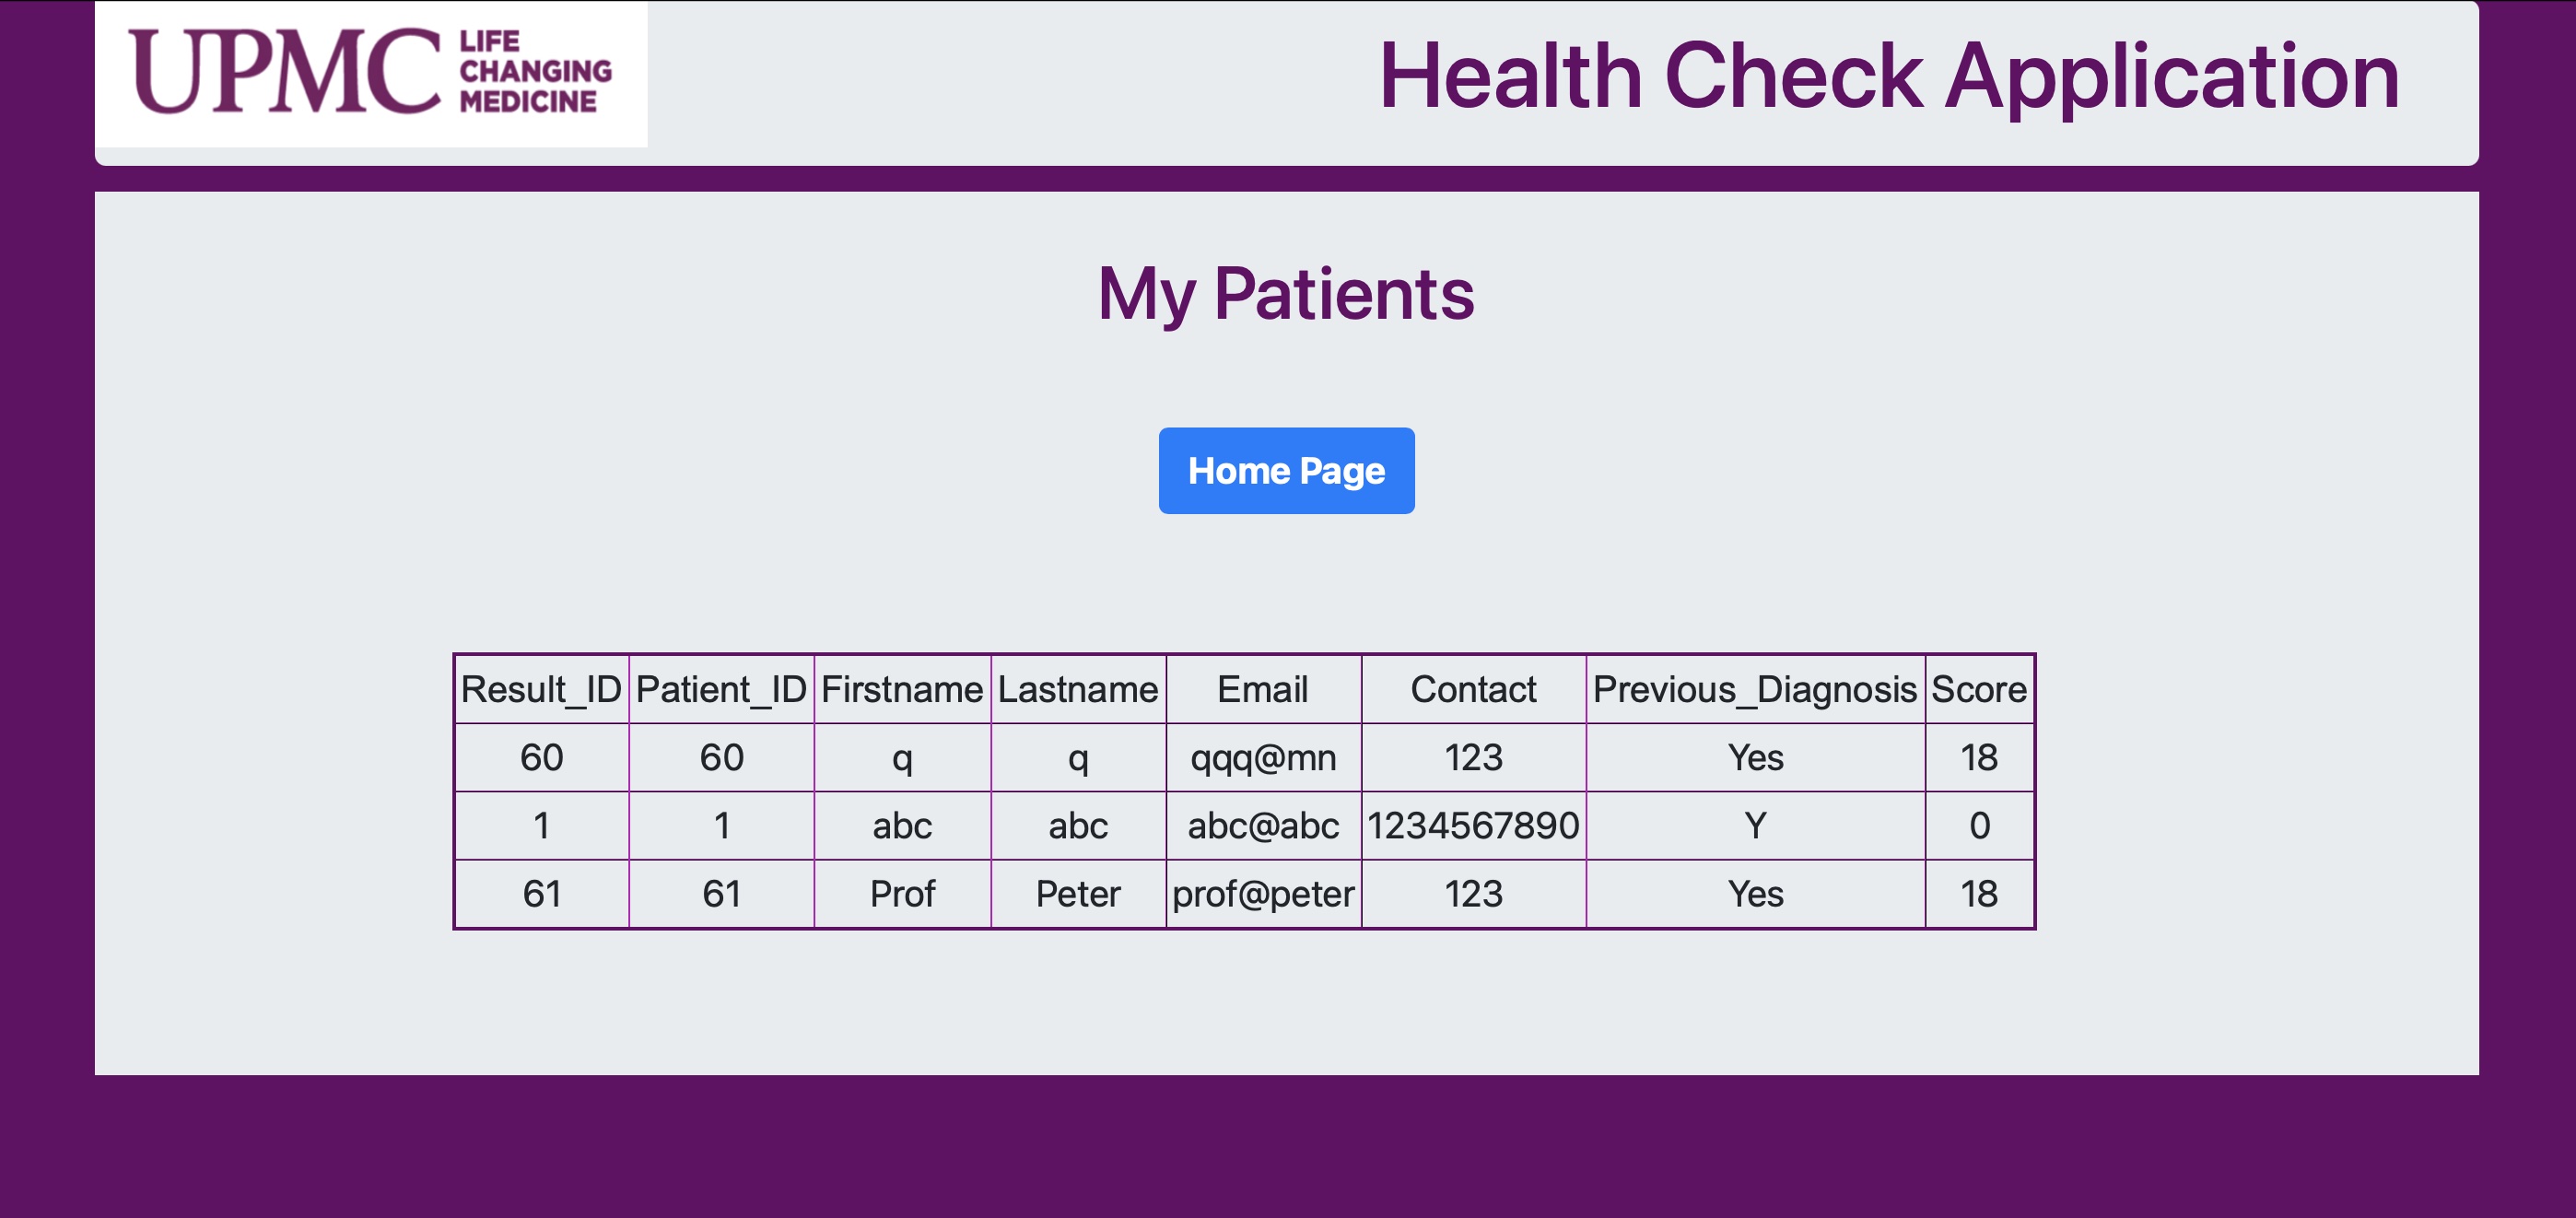 UPMC LIFE
CHANGING
MEDICINE
Health Check Application
My Patients
Home Page
Result_ID Patient_ID Firstname Lastname Email Contact Previous_Diagnosis Score
60 60 q q qqq@mn 123 Yes 18
1 1 abc abc abc@abc 1234567890 Y 0
61 61 Prof Peter prof@peter 123 Yes 18